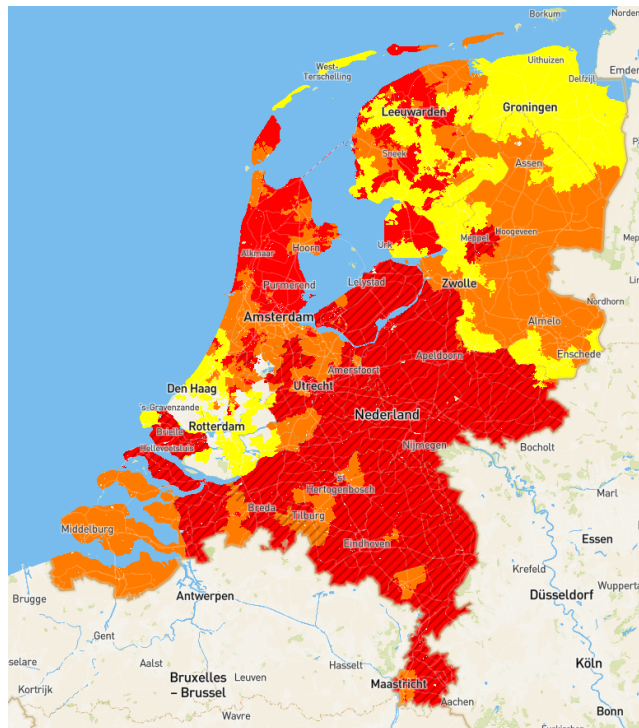 Borkum
Norden
Uithuizen
West-
Terschelling
Delfzijl
Emden
Groningen
Leeuwarden
Sneek
Assen
Hoogeveen
Meppel
Urk
Hoorn
Alkmaar
Lelystad
Purmerend
Zwolle
Nordhorn
Amsterdam
Almelo
Enschede
Apeldoorn
Amersfoort
Den Haag
Utrecht
's-Gravenzande
Nederland
Rotterdam
Brielle
Hellevoetsluis
Nijmegen
Bocholt
's-
Hertogenbosch
Marl
Breda
Tilburg
Middelburg
Eindhoven
Essen
Krefeld
Wupperta
Brugge
Antwerpen
Düsseldorf
Gent
Aalst
Leuven
Hasselt
Köln
Bruxelles
– Brussel
Maastricht
Kortrijk
Aachen
Wavre
Bonn